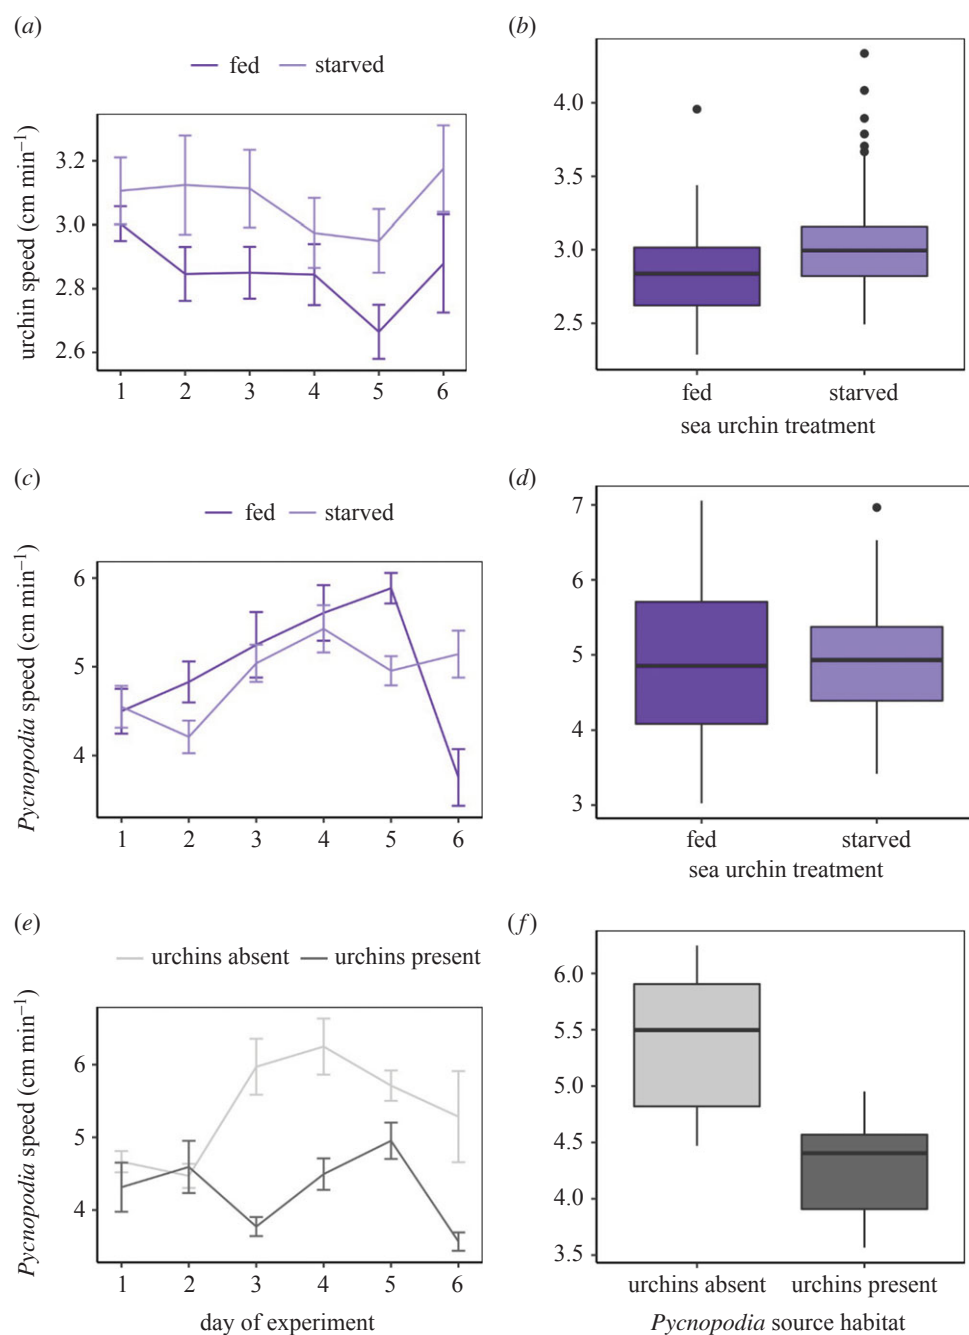 (a)
fed starved
urchin speed (cm min⁻¹)
3.2
3.0
2.8
2.6
1 2 3 4 5 6
(b)
4.0
3.5
3.0
2.5
fed starved
sea urchin treatment
(c)
fed starved
Pycnopodia speed (cm min⁻¹)
6
5
4
1 2 3 4 5 6
(d)
7
6
5
4
3
fed starved
sea urchin treatment
(e)
urchins absent urchins present
Pycnopodia speed (cm min⁻¹)
6
5
4
1 2 3 4 5 6
day of experiment
(f)
6.0
5.5
5.0
4.5
4.0
3.5
urchins absent urchins present
Pycnopodia source habitat